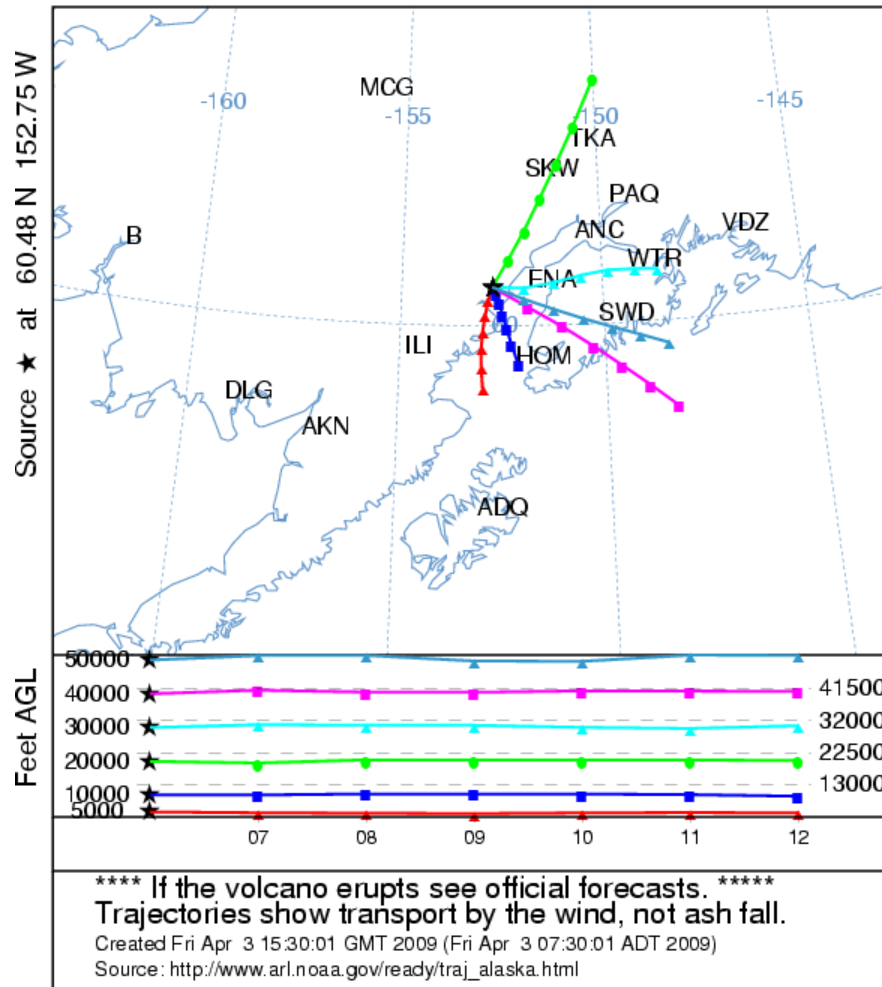 Source ★ at 60.48 N 152.75 W
MCG
-160
-155
-150
-145
TKA
SKW
PAQ
ANC
VDZ
B
WTR
ENA
SWD
60
ILI
HOM
DLG
AKN
ADQ
Feet AGL
50000
40000
41500
30000
32000
20000
22500
10000
13000
5000
07 08 09 10 11 12
**** If the volcano erupts see official forecasts. *****
Trajectories show transport by the wind, not ash fall.
Created Fri Apr 3 15:30:01 GMT 2009 (Fri Apr 3 07:30:01 ADT 2009)
Source: http://www.arl.noaa.gov/ready/traj_alaska.html